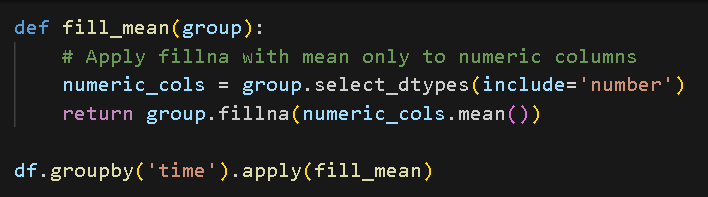 def fill_mean(group):
    # Apply fillna with mean only to numeric columns
    numeric_cols = group.select_dtypes(include='number')
    return group.fillna(numeric_cols.mean())

df.groupby('time').apply(fill_mean)